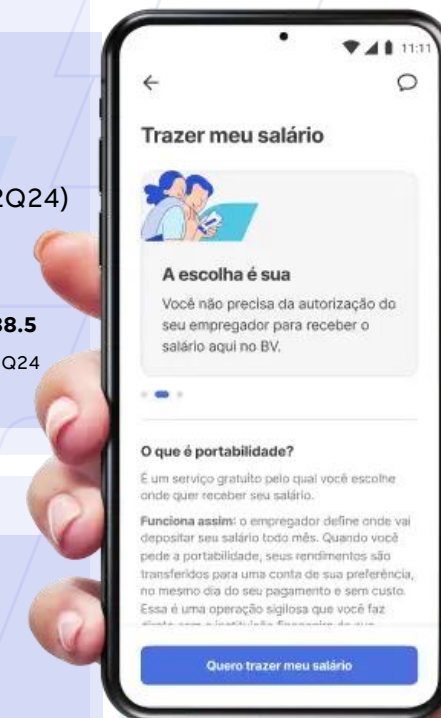 2Q24)
38.5
Q24
11:11
Trazer meu salário
A escolha é sua
Você não precisa da autorização do
seu empregador para receber o
salário aqui no BV.
O que é portabilidade?
É um serviço gratuito pelo qual você escolhe
onde quer receber seu salário.
Funciona assim: o empregador define onde vai
depositar seu salário todo mês. Quando você
pede a portabilidade, seus rendimentos são
transferidos para uma conta de sua preferência,
no mesmo dia do seu pagamento e sem custo.
Essa é uma operação sigilosa que você faz
Quero trazer meu salário